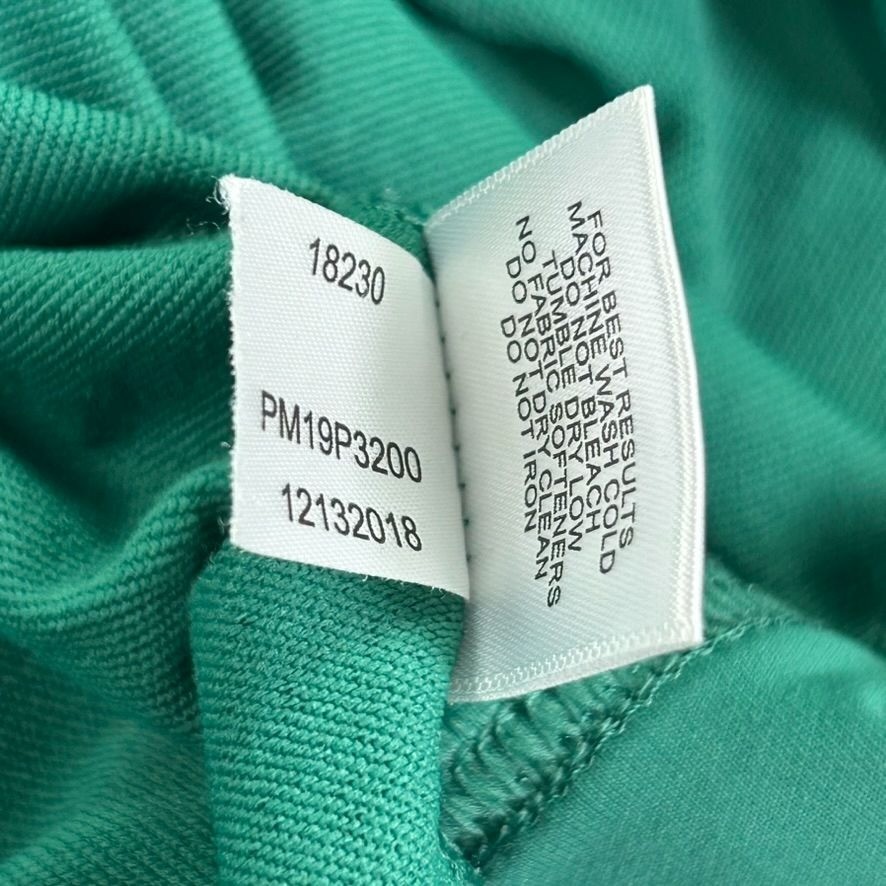 18230
PM19P3200
12132018
FOR BEST RESULTS
MACHINE WASH COLD
DO NOT BLEACH
TUMBLE DRY LOW
NO FABRIC SOFTENERS
DO NOT DRY CLEAN
DO NOT IRON